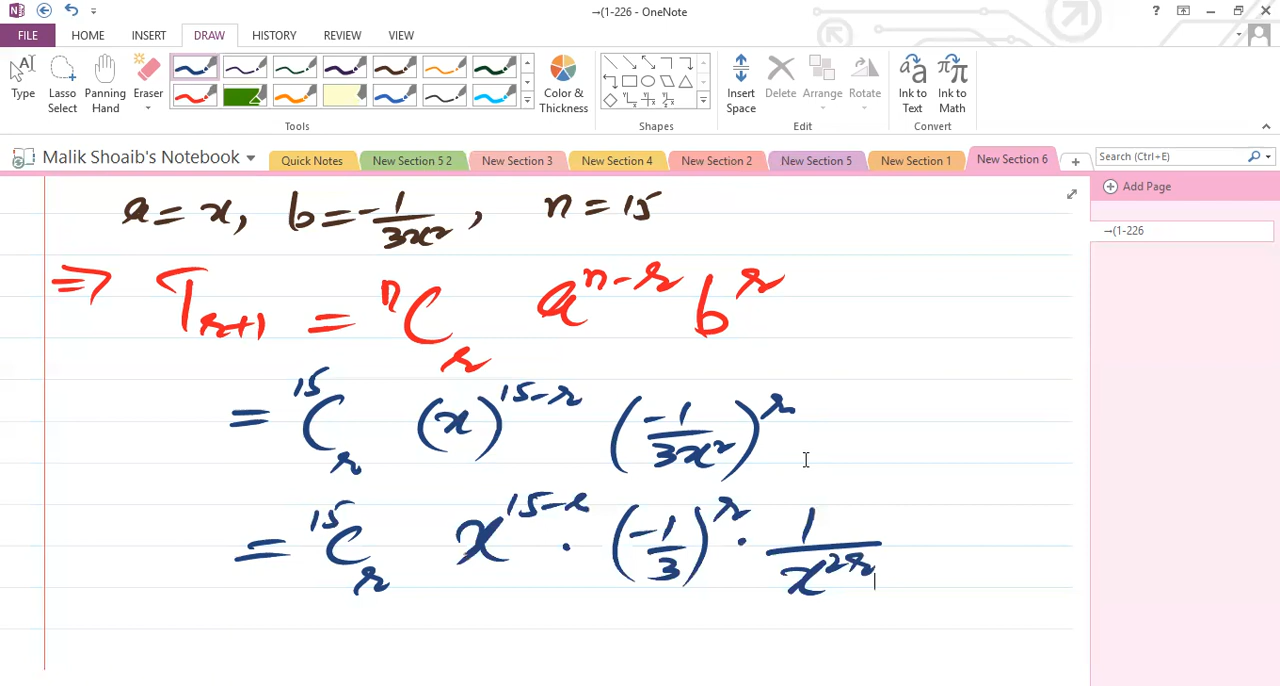 →(1-226 - OneNote
FILE HOME INSERT DRAW HISTORY REVIEW VIEW
Type Lasso Select Panning Hand Eraser Color & Thickness Insert Space Delete Arrange Rotate Ink to Text Ink to Math
Tools Shapes Edit Convert
Malik Shoaib's Notebook Quick Notes New Section 5 2 New Section 3 New Section 4 New Section 2 New Section 5 New Section 1 New Section 6 Search (Ctrl+E)
Add Page
→(1-226
a = x, b = -1/3x², n = 15
⇒ T_{r+1} = ⁿC_r a^{n-r} b^r
= ¹⁵C_r (x)^{15-r} (-1/3x²)^r
= ¹⁵C_r x^{15-r} · (-1/3)^r · 1/x^{2r}